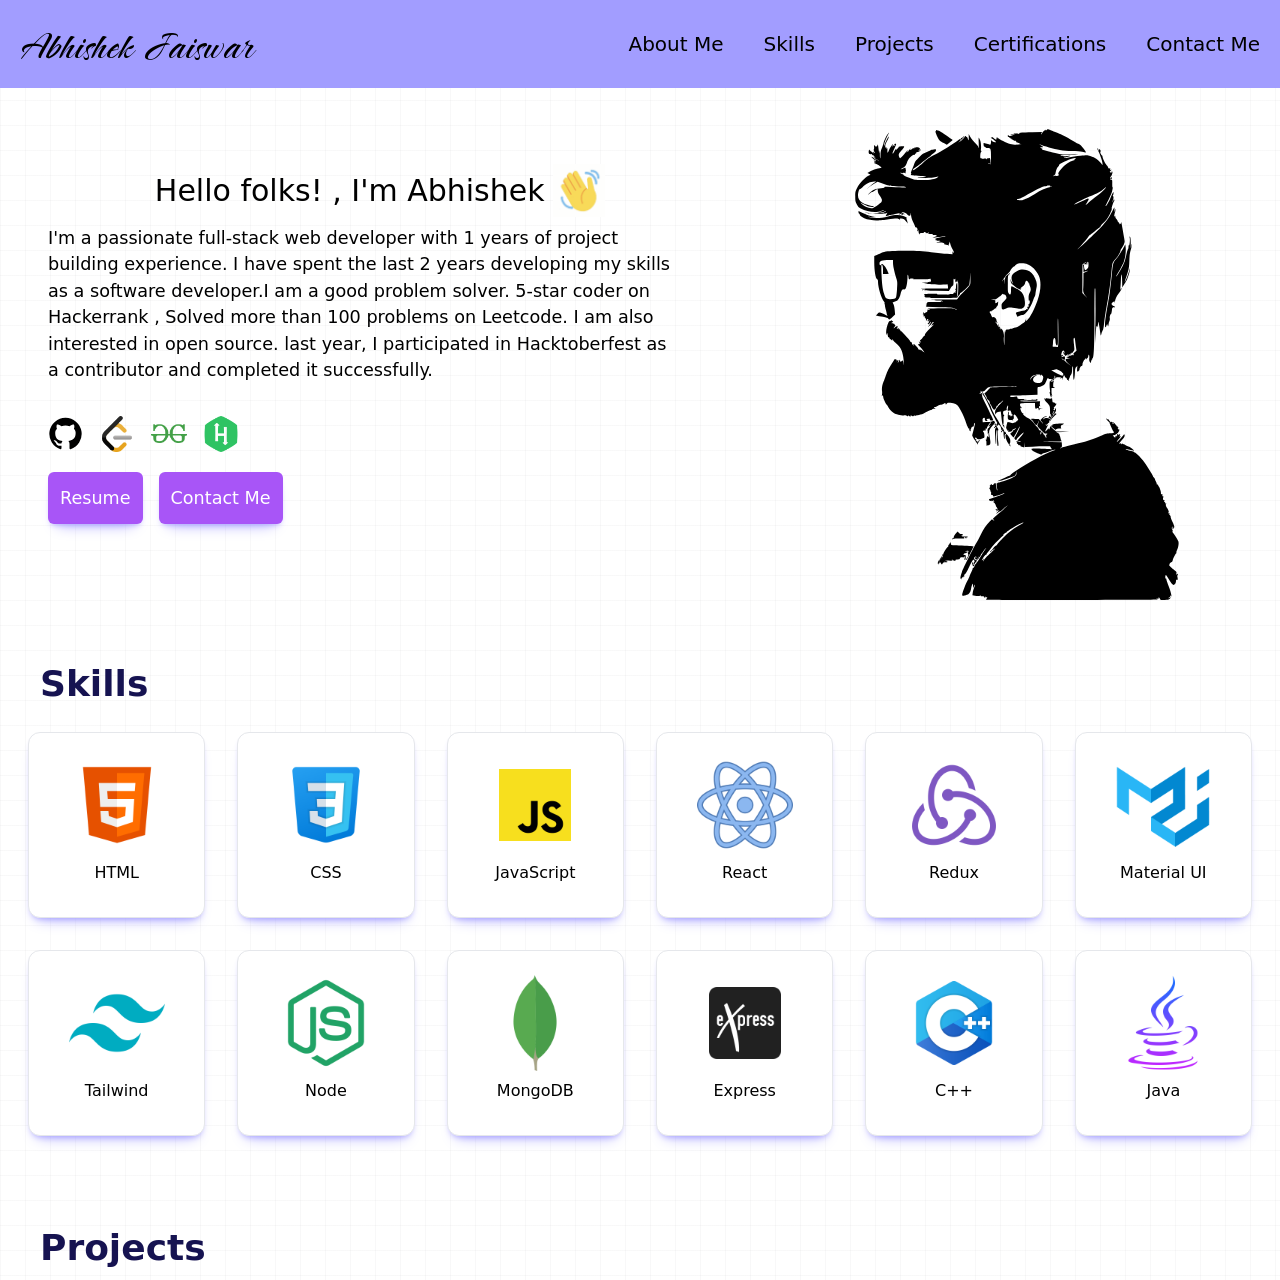 Abhishek Jaiswar
About Me Skills Projects Certifications Contact Me
Hello folks! , I'm Abhishek
I'm a passionate full-stack web developer with 1 years of project
building experience. I have spent the last 2 years developing my skills
as a software developer.I am a good problem solver. 5-star coder on
Hackerrank , Solved more than 100 problems on Leetcode. I am also
interested in open source. last year, I participated in Hacktoberfest as
a contributor and completed it successfully.
H
Resume Contact Me
Skills
5 3 JS
HTML CSS JavaScript React Redux Material UI
JS eXpress C++
Tailwind Node MongoDB Express C++ Java
Projects